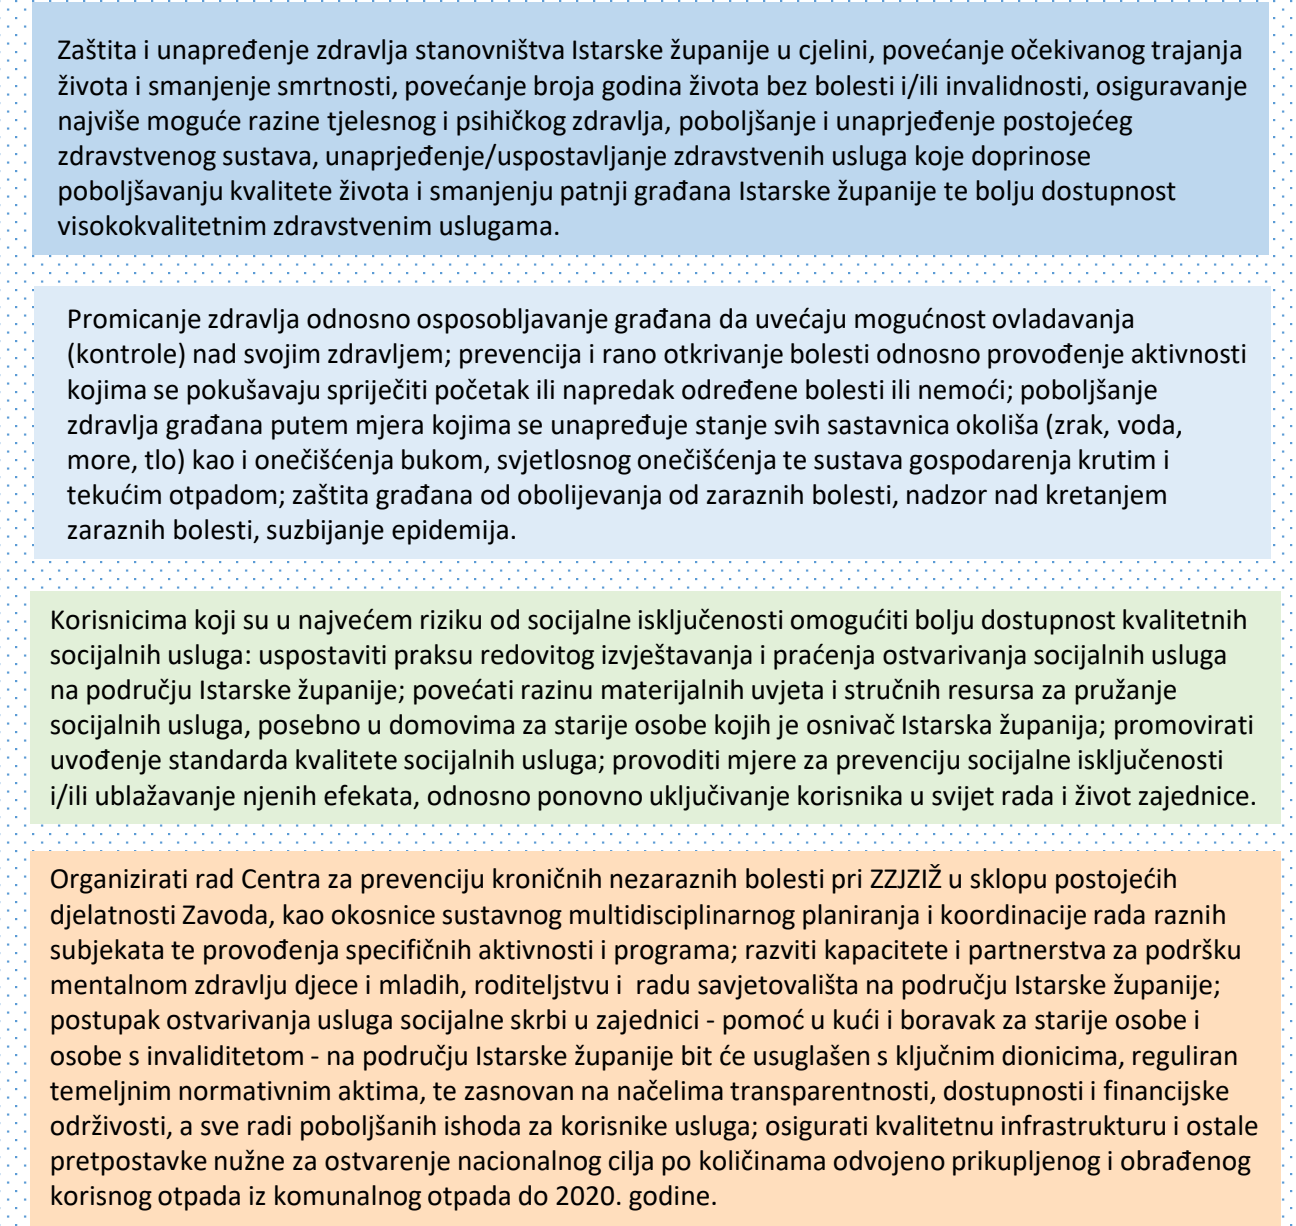 Zaštita i unapređenje zdravlja stanovništva Istarske županije u cjelini, povećanje očekivanog trajanja
života i smanjenje smrtnosti, povećanje broja godina života bez bolesti i/ili invalidnosti, osiguravanje
najviše moguće razine tjelesnog i psihičkog zdravlja, poboljšanje i unaprjeđenje postojećeg
zdravstvenog sustava, unaprjeđenje/uspostavljanje zdravstvenih usluga koje doprinose
poboljšavanju kvalitete života i smanjenju patnji građana Istarske županije te bolju dostupnost
visokokvalitetnim zdravstvenim uslugama.
Promicanje zdravlja odnosno osposobljavanje građana da uvećaju mogućnost ovladavanja
(kontrole) nad svojim zdravljem; prevencija i rano otkrivanje bolesti odnosno provođenje aktivnosti
kojima se pokušavaju spriječiti početak ili napredak određene bolesti ili nemoći; poboljšanje
zdravlja građana putem mjera kojima se unapređuje stanje svih sastavnica okoliša (zrak, voda,
more, tlo) kao i onečišćenja bukom, svjetlosnog onečišćenja te sustava gospodarenja krutim i
tekućim otpadom; zaštita građana od obolijevanja od zaraznih bolesti, nadzor nad kretanjem
zaraznih bolesti, suzbijanje epidemija.
Korisnicima koji su u najvećem riziku od socijalne isključenosti omogućiti bolju dostupnost kvalitetnih
socijalnih usluga: uspostaviti praksu redovitog izvještavanja i praćenja ostvarivanja socijalnih usluga
na području Istarske županije; povećati razinu materijalnih uvjeta i stručnih resursa za pružanje
socijalnih usluga, posebno u domovima za starije osobe kojih je osnivač Istarska županija; promovirati
uvođenje standarda kvalitete socijalnih usluga; provoditi mjere za prevenciju socijalne isključenosti
i/ili ublažavanje njenih efekata, odnosno ponovno uključivanje korisnika u svijet rada i život zajednice.
Organizirati rad Centra za prevenciju kroničnih nezaraznih bolesti pri ZZJZIŽ u sklopu postojećih
djelatnosti Zavoda, kao okosnice sustavnog multidisciplinarnog planiranja i koordinacije rada raznih
subjekata te provođenja specifičnih aktivnosti i programa; razviti kapacitete i partnerstva za podršku
mentalnom zdravlju djece i mladih, roditeljstvu i radu savjetovališta na području Istarske županije;
postupak ostvarivanja usluga socijalne skrbi u zajednici - pomoć u kući i boravak za starije osobe i
osobe s invaliditetom - na području Istarske županije bit će usuglašen s ključnim dionicima, reguliran
temeljnim normativnim aktima, te zasnovan na načelima transparentnosti, dostupnosti i financijske
održivosti, a sve radi poboljšanih ishoda za korisnike usluga; osigurati kvalitetnu infrastrukturu i ostale
pretpostavke nužne za ostvarenje nacionalnog cilja po količinama odvojeno prikupljenog i obrađenog
korisnog otpada iz komunalnog otpada do 2020. godine.